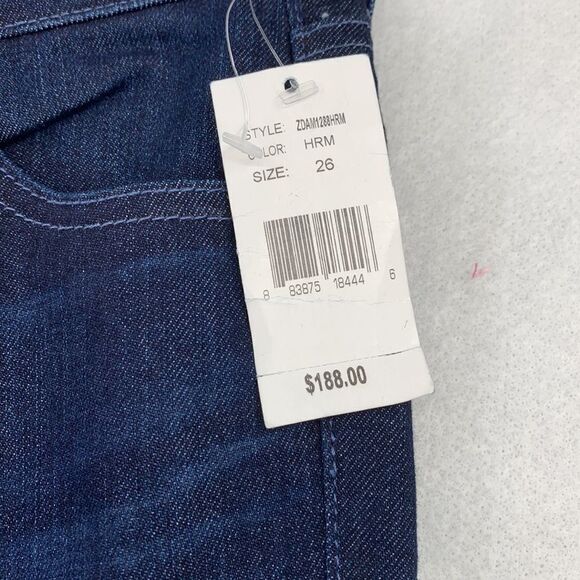 STYLE: ZDAM1288HRM
COLOR: HRM
SIZE: 26
8 83875 18444 6
$188.00